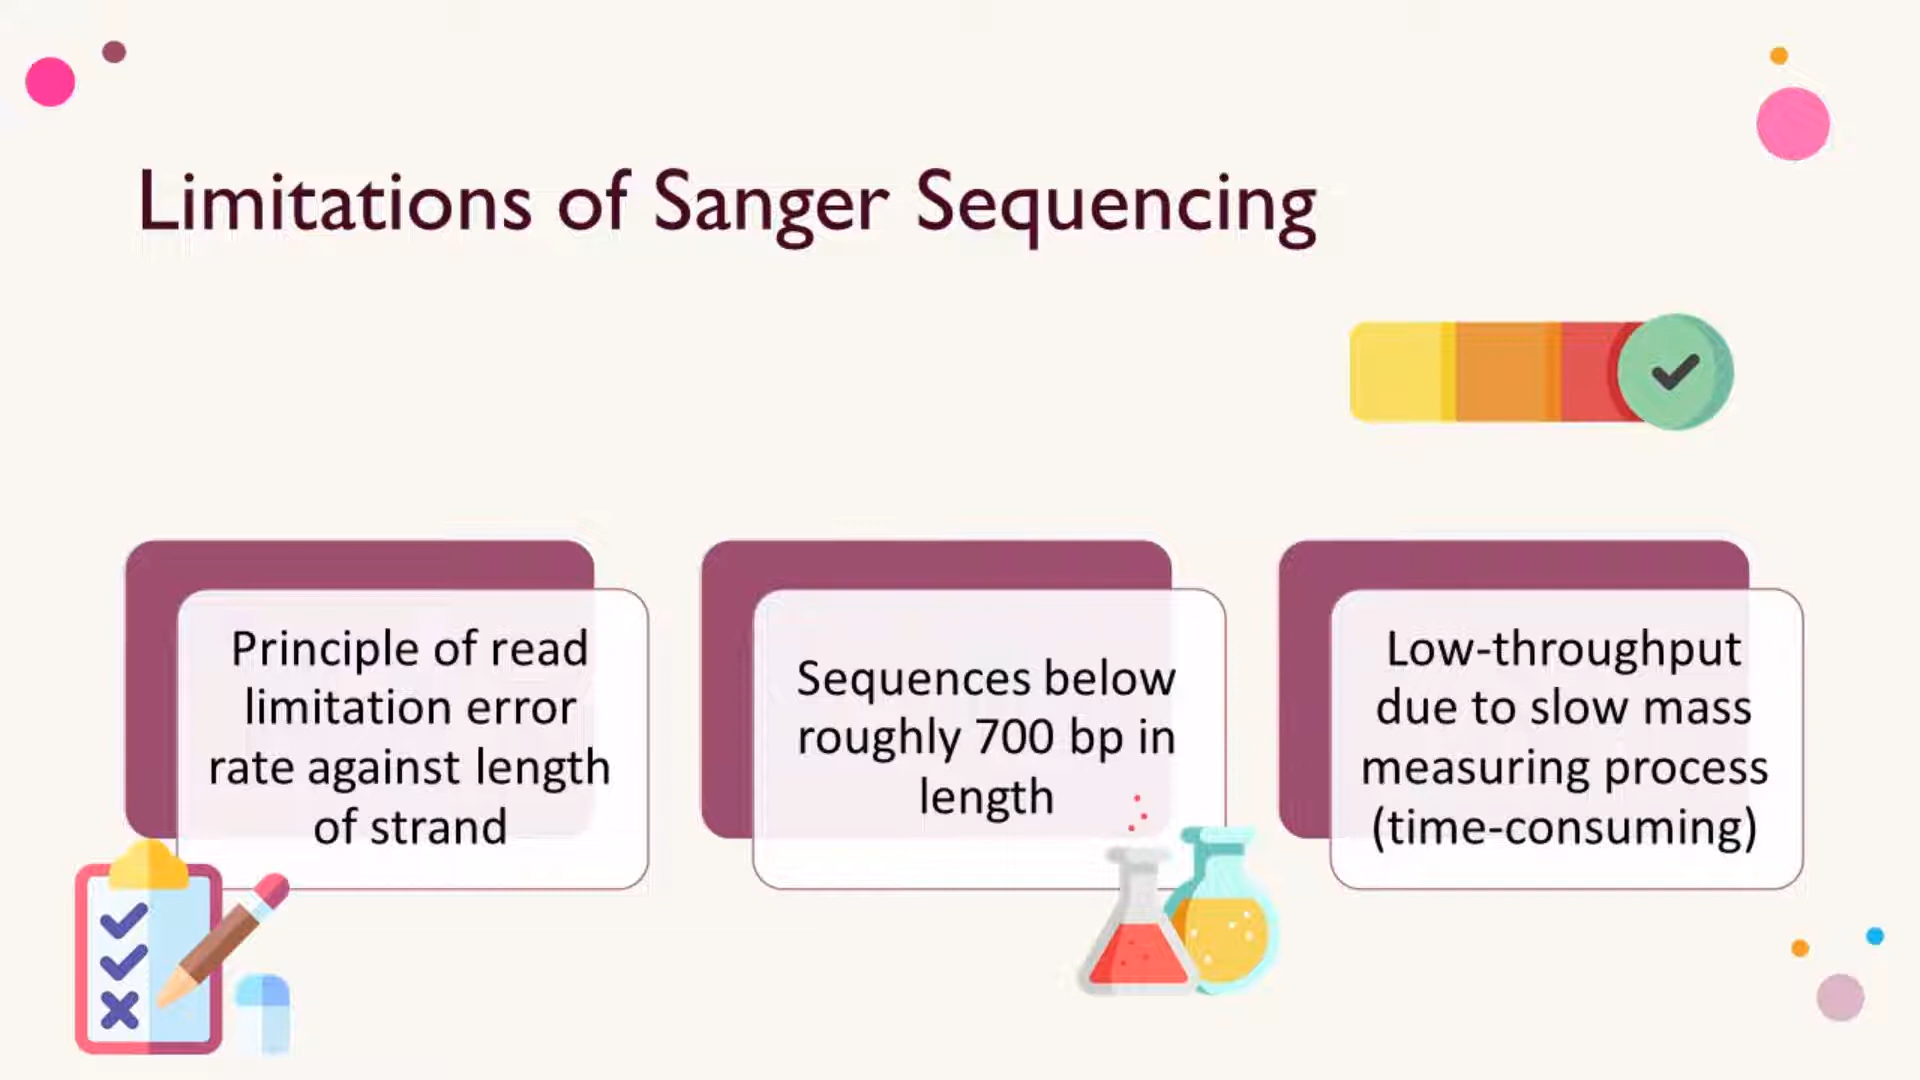 Limitations of Sanger Sequencing
Principle of read
limitation error
rate against length
of strand
Sequences below
roughly 700 bp in
length
Low-throughput
due to slow mass
measuring process
(time-consuming)